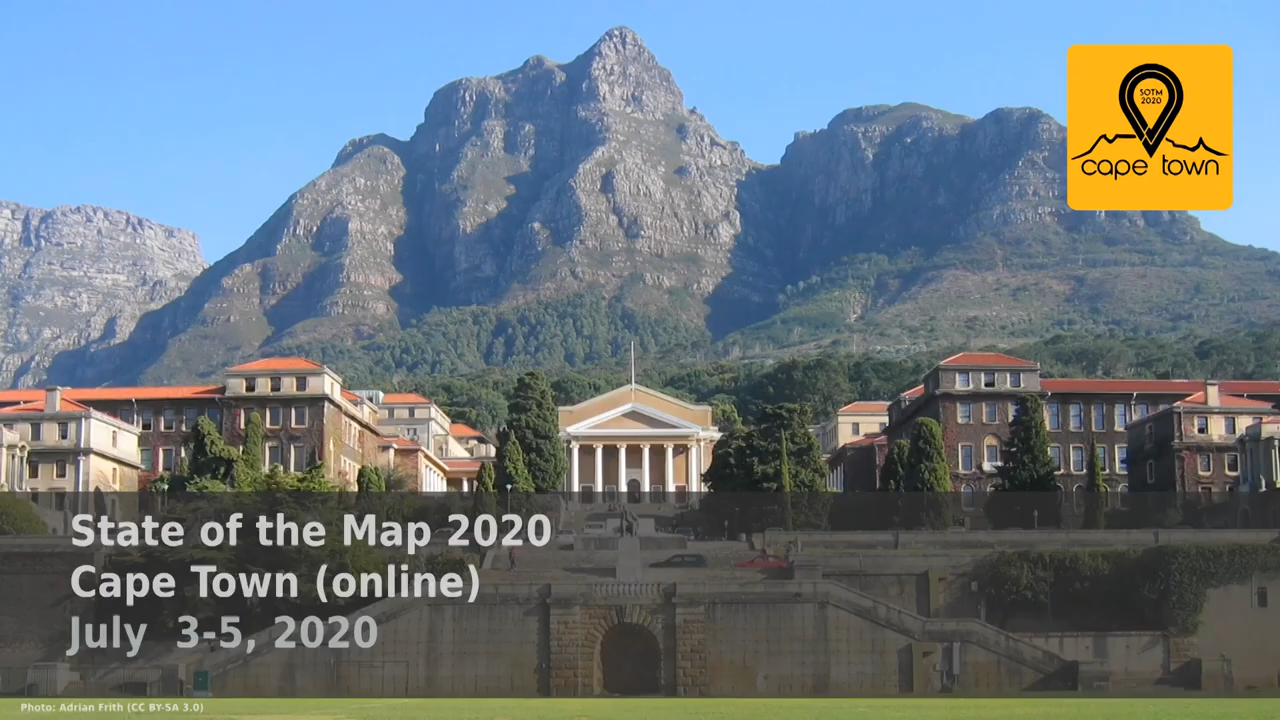 SOTM
2020
cape town
State of the Map 2020
Cape Town (online)
July 3-5, 2020
Photo: Adrian Frith (CC BY-SA 3.0)